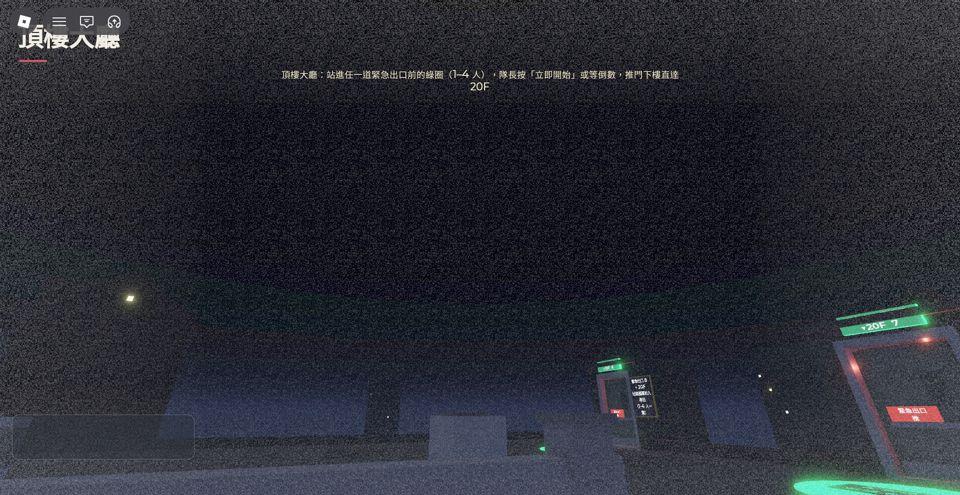 頂樓大廳
頂樓大廳：站進任一道緊急出口前的綠圈（1–4 人），隊長按「立即開始」或等倒數，推門下樓直達
20F
20F 7
緊急出口